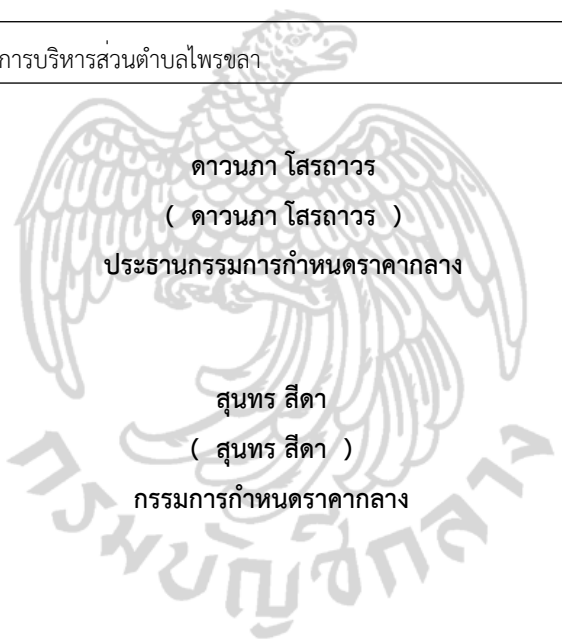 การบริหารส่วนตำบลไพรขลา
ดาวนภา โสรถาวร
( ดาวนภา โสรถาวร )
ประธานกรรมการกำหนดราคากลาง
สุนทร สีดา
( สุนทร สีดา )
กรรมการกำหนดราคากลาง
กรมบัญชีกลาง